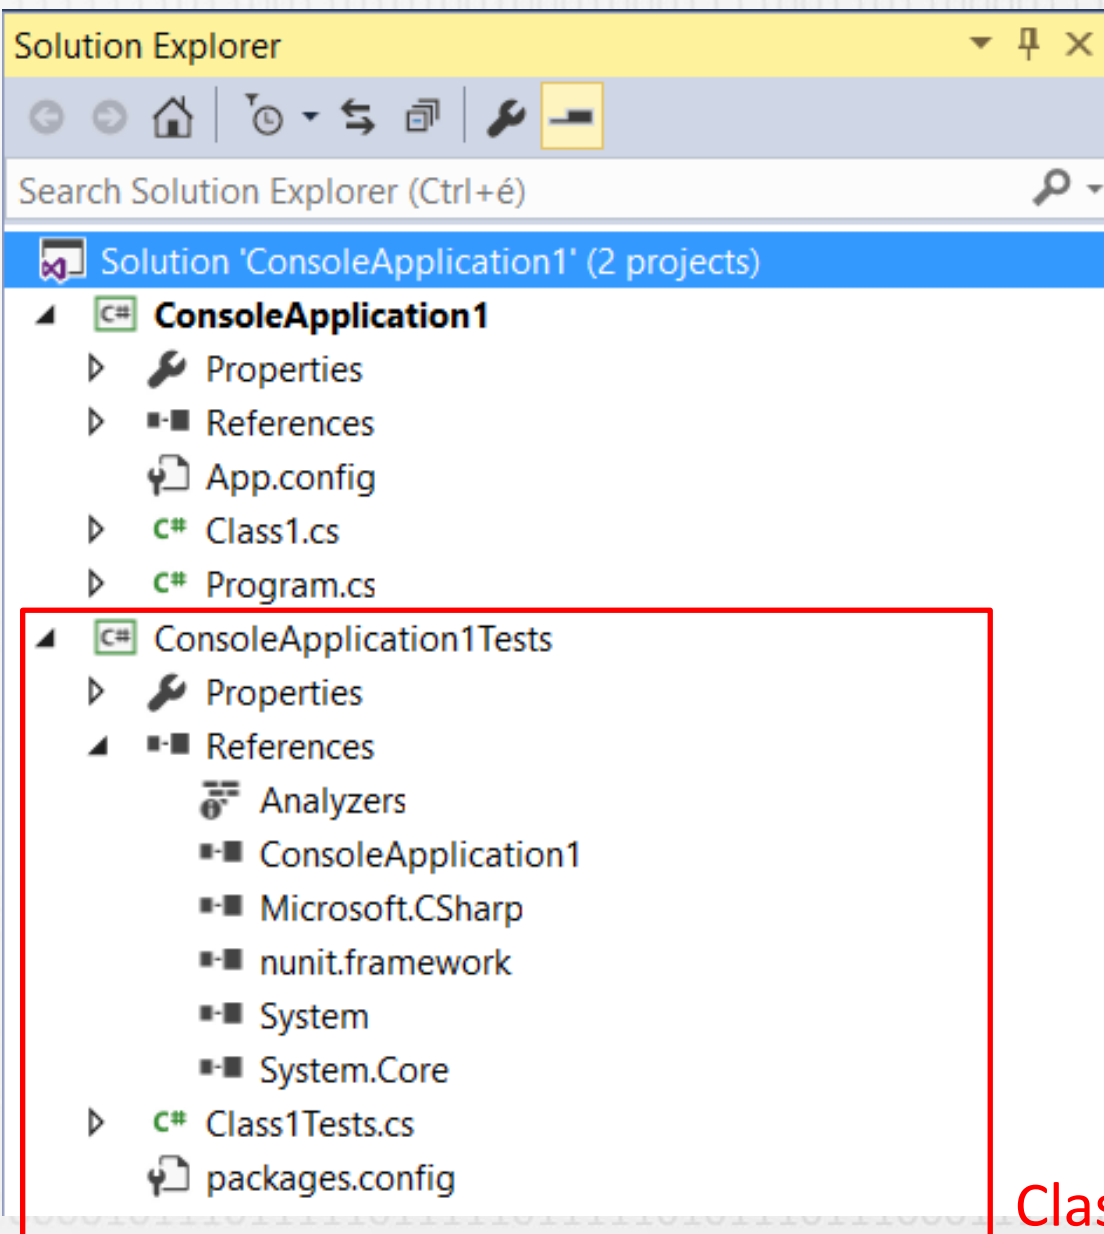 Solution Explorer
Search Solution Explorer (Ctrl+é)
Solution 'ConsoleApplication1' (2 projects)
C# ConsoleApplication1
Properties
References
App.config
C# Class1.cs
C# Program.cs
C# ConsoleApplication1Tests
Properties
References
Analyzers
ConsoleApplication1
Microsoft.CSharp
nunit.framework
System
System.Core
C# Class1Tests.cs
packages.config
Clas